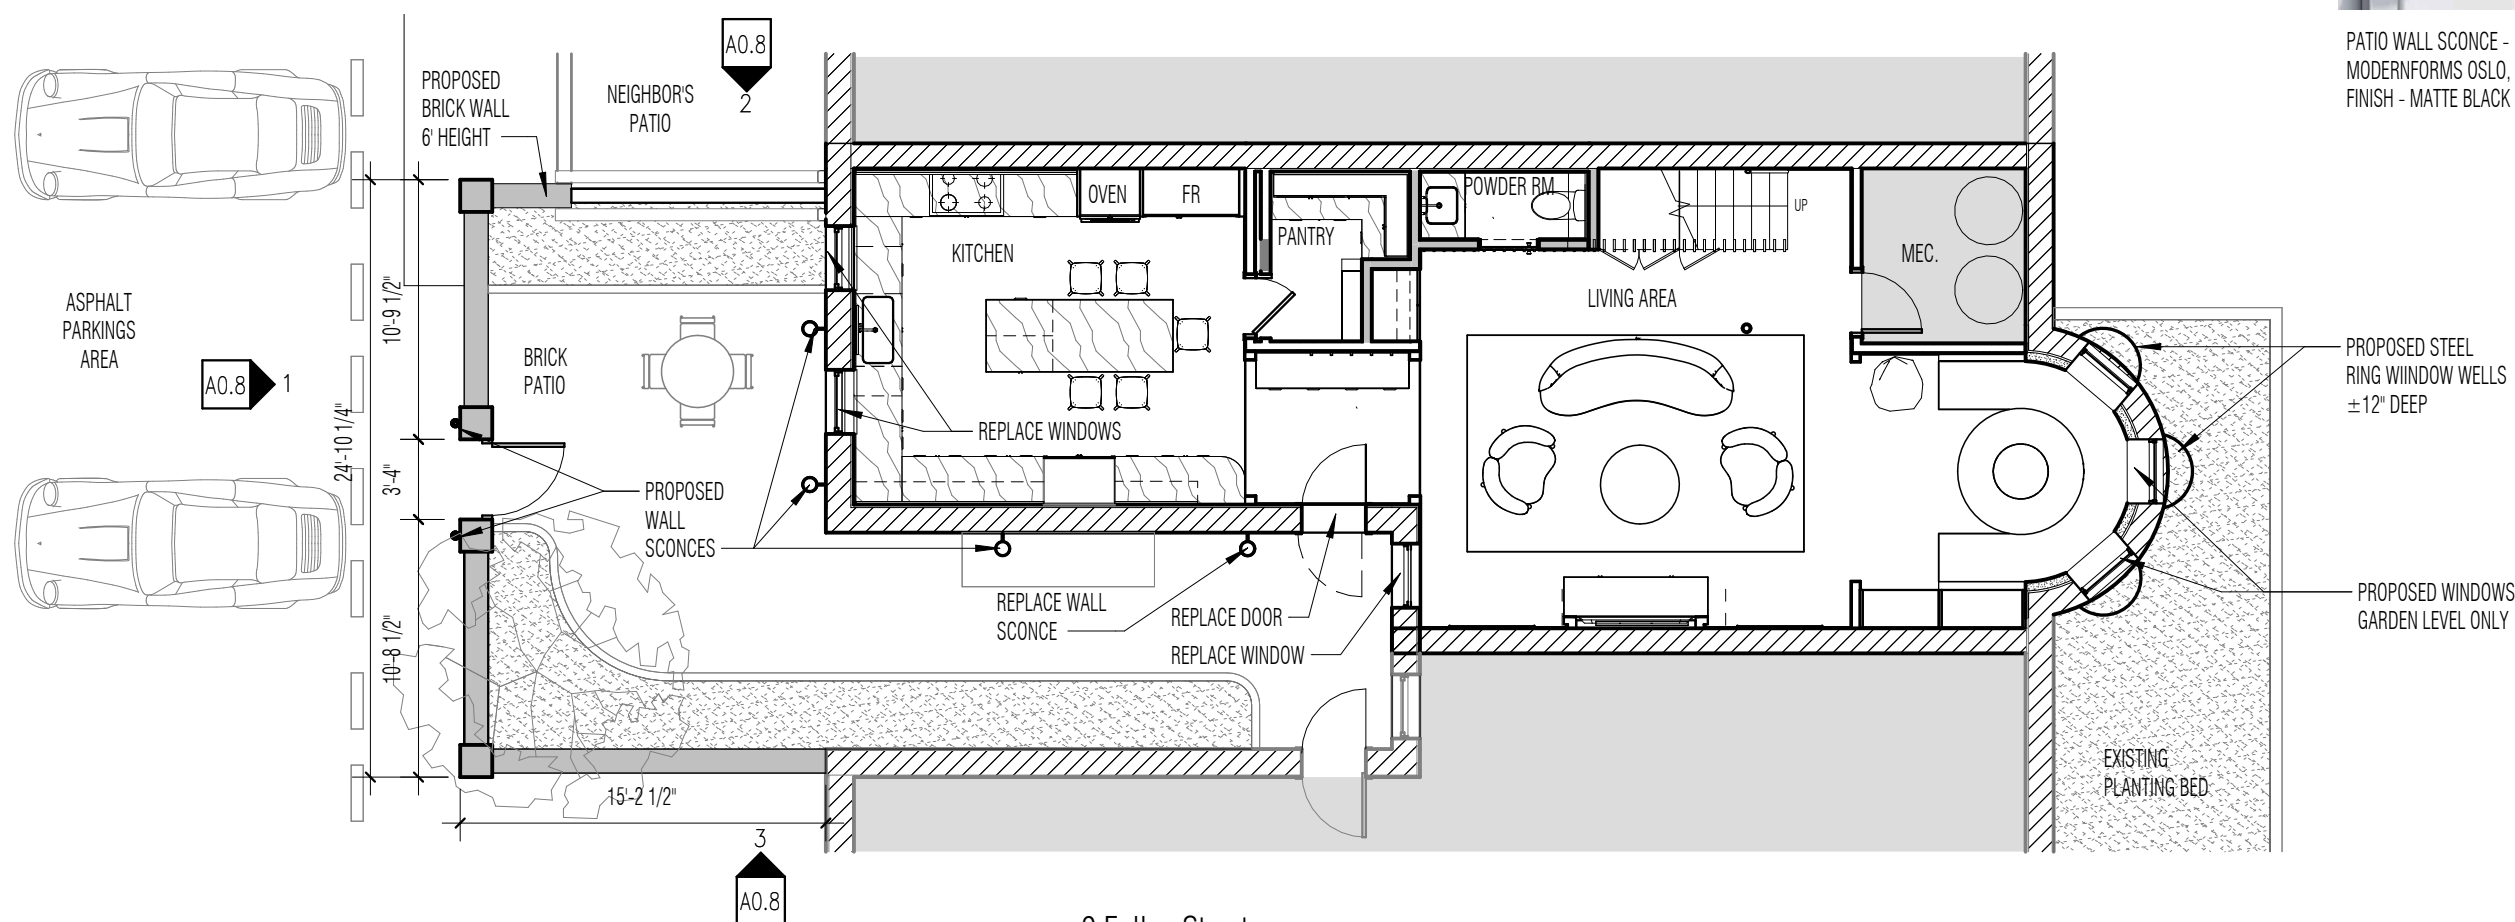 PATIO WALL SCONCE -
MODERNFORMS OSLO,
FINISH - MATTE BLACK
A0.8
2
PROPOSED
BRICK WALL
6' HEIGHT
NEIGHBOR'S
PATIO
OVEN
FR
POWDER RM
UP
KITCHEN
PANTRY
MEC.
LIVING AREA
ASPHALT
PARKINGS
AREA
10'-9 1/2"
BRICK
PATIO
A0.8
1
PROPOSED STEEL
RING WIINDOW WELLS
±12" DEEP
24'-10 1/4"
3'-4"
REPLACE WINDOWS
PROPOSED
WALL
SCONCES
REPLACE WALL
SCONCE
REPLACE DOOR
REPLACE WINDOW
PROPOSED WINDOWS
GARDEN LEVEL ONLY
10'-8 1/2"
EXISTING
PLANTING BED
15'-2 1/2"
3
A0.8